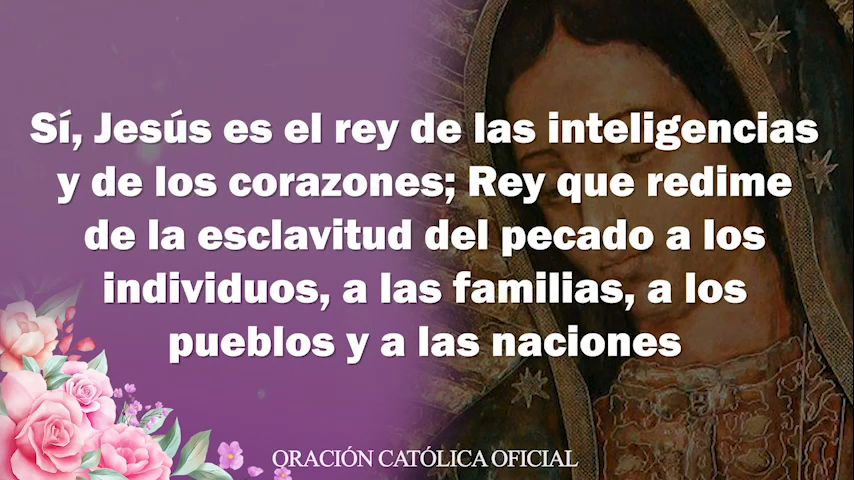 Sí, Jesús es el rey de las inteligencias
y de los corazones; Rey que redime
de la esclavitud del pecado a los
individuos, a las familias, a los
pueblos y a las naciones
ORACIÓN CATÓLICA OFICIAL